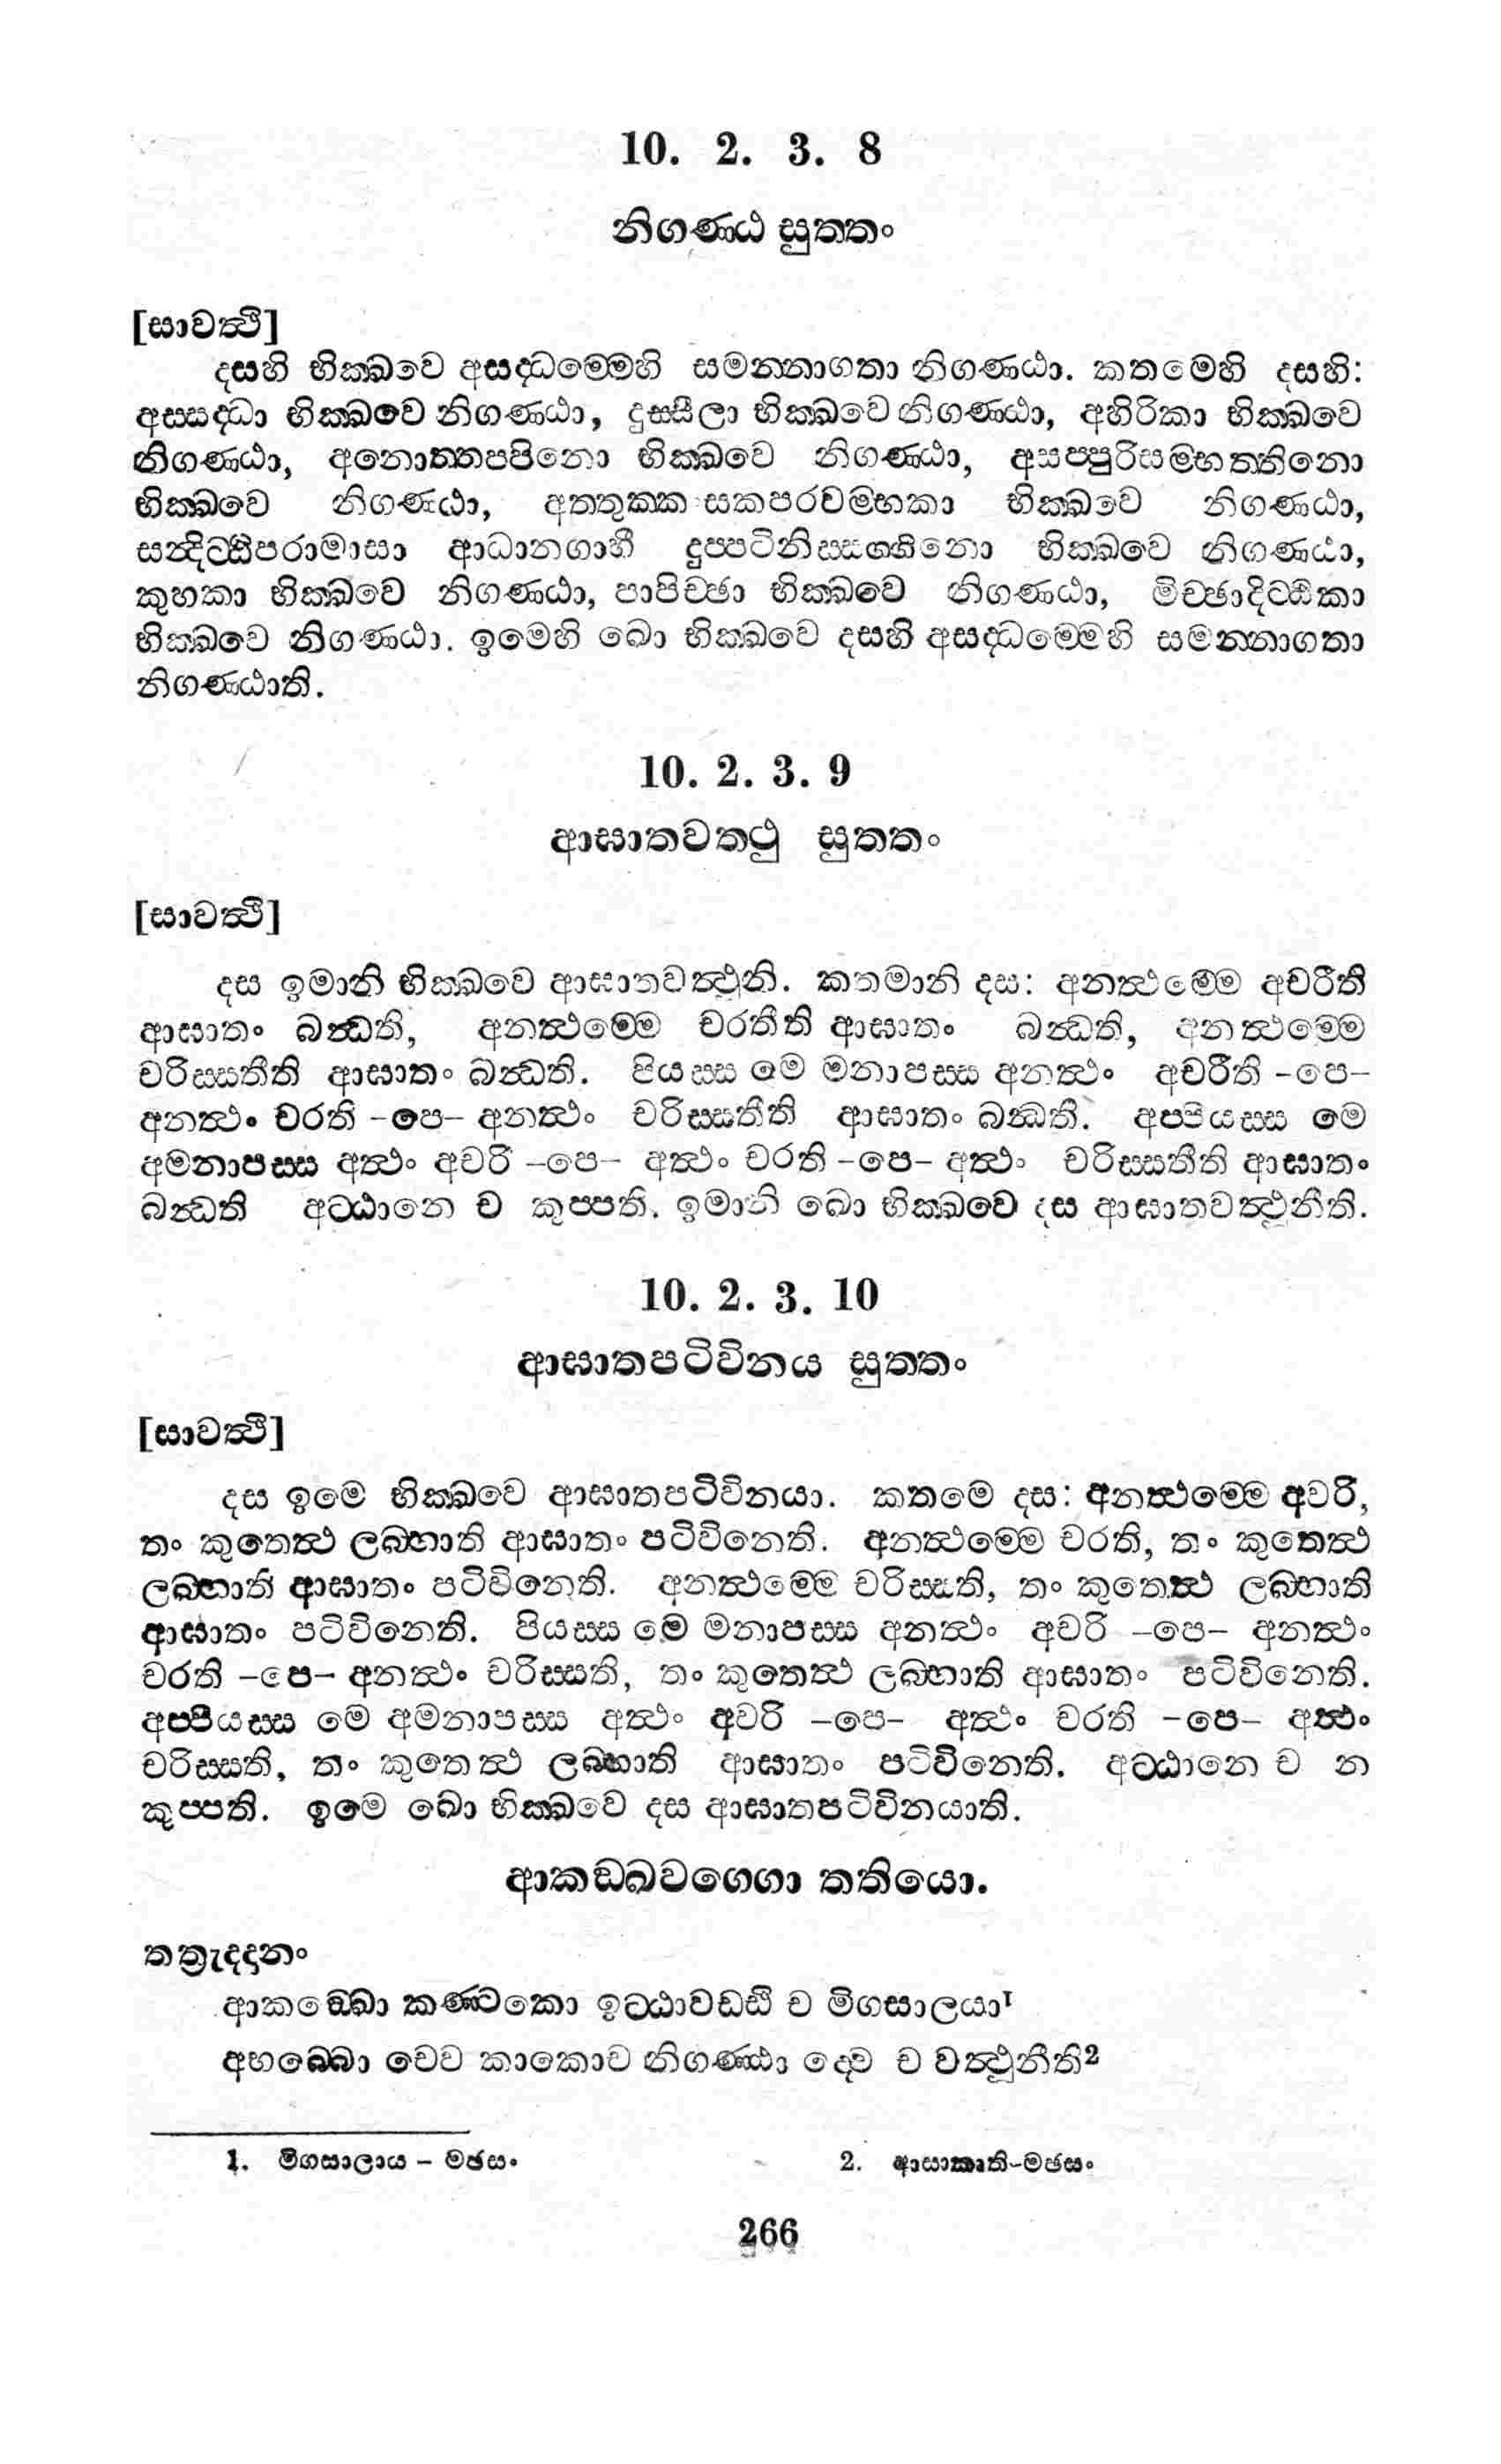 10. 2. 3. 8
නිගණ්ඨ සුත්තං
[සාවත්ථි]
දසහි භික්ඛවෙ අසද්ධම්මෙහි සමන්නාගතා නිගණ්ඨා. කතමෙහි දසහි:
අස්සද්ධා භික්ඛවෙ නිගණ්ඨා, දුස්සීලා භික්ඛවෙ නිගණ්ඨා, අහිරිකා භික්ඛවෙ
නිගණ්ඨා, අනොත්තප්පිනො භික්ඛවෙ නිගණ්ඨා, අසප්පුරිසම්භත්තිනො
භික්ඛවෙ නිගණ්ඨා, අත්තුක්කංසකපරවම්භකා භික්ඛවෙ නිගණ්ඨා,
සන්දිට්ඨිපරාමාසා ආධානගාහී දුප්පටිනිස්සග්ගිනො භික්ඛවෙ නිගණ්ඨා,
කුහකා භික්ඛවෙ නිගණ්ඨා, පාපිච්ඡා භික්ඛවෙ නිගණ්ඨා, මිච්ඡාදිට්ඨිකා
භික්ඛවෙ නිගණ්ඨා. ඉමෙහි ඛො භික්ඛවෙ දසහි අසද්ධම්මෙහි සමන්නාගතා
නිගණ්ඨාති.
10. 2. 3. 9
ආඝාතවත්ථු සුත්තං
[සාවත්ථි]
දස ඉමානි භික්ඛවෙ ආඝාතවත්ථූනි. කතමානි දස: අනත්ථම්මෙ අචරීති
ආඝාතං බන්ධති, අනත්ථම්මෙ චරතීති ආඝාතං බන්ධති, අනත්ථම්මෙ
චරිස්සතීති ආඝාතං බන්ධති. පියස්ස මෙ මනාපස්ස අනත්ථං අචරීති -පෙ-
අනත්ථං චරති -පෙ- අනත්ථං චරිස්සතීති ආඝාතං බන්ධති. අප්පියස්ස මෙ
අමනාපස්ස අත්ථං අචරි -පෙ- අත්ථං චරති -පෙ- අත්ථං චරිස්සතීති ආඝාතං
බන්ධති අට්ඨානෙ ච කුප්පති. ඉමානි ඛො භික්ඛවෙ දස ආඝාතවත්ථූනීති.
10. 2. 3. 10
ආඝාතපටිවිනය සුත්තං
[සාවත්ථි]
දස ඉමෙ භික්ඛවෙ ආඝාතපටිවිනයා. කතමෙ දස: අනත්ථම්මෙ අචරි,
තං කුතෙත්ථ ලබ්භාති ආඝාතං පටිවිනෙති. අනත්ථම්මෙ චරති, තං කුතෙත්ථ
ලබ්භාති ආඝාතං පටිවිනෙති. අනත්ථම්මෙ චරිස්සති, තං කුතෙත්ථ ලබ්භාති
ආඝාතං පටිවිනෙති. පියස්ස මෙ මනාපස්ස අනත්ථං අචරි -පෙ- අනත්ථං
චරති -පෙ- අනත්ථං චරිස්සති, තං කුතෙත්ථ ලබ්භාති ආඝාතං පටිවිනෙති.
අප්පියස්ස මෙ අමනාපස්ස අත්ථං අචරි -පෙ- අත්ථං චරති -පෙ- අත්ථං
චරිස්සති, තං කුතෙත්ථ ලබ්භාති ආඝාතං පටිවිනෙති. අට්ඨානෙ ච න
කුප්පති. ඉමෙ ඛො භික්ඛවෙ දස ආඝාතපටිවිනයාති.
ආකඞ්ඛවග්ගො තතියො.
තත්‍රුද්දානං
ආකඞ්ඛො කණ්ටකො ඉට්ඨාවඩ්ඪි ච මිගසාලයා1
අභබ්බො චෙව කාකොච නිගණ්ඨා ද්වෙ ච වත්ථූනීති2
1. මිගසාලාය - මඡසං
2. ආඝාතති-මඡසං
266